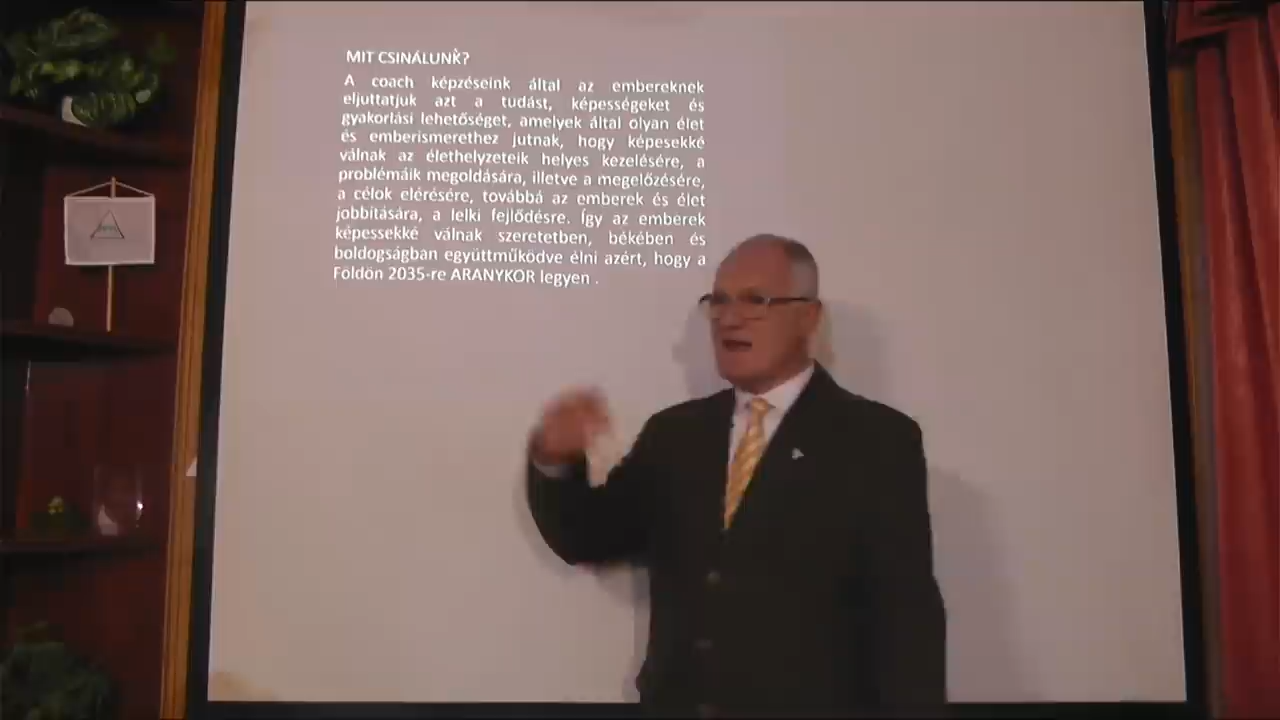 MIT CSINÁLUNK?
A coach képzéseink által az embereknek
eljuttatjuk azt a tudást, képességeket és
gyakorlási lehetőséget, amelyek által olyan élet
és emberismerethez jutnak, hogy képesekké
válnak az élethelyzeteik helyes kezelésére, a
problémáik megoldására, illetve a megelőzésére,
a célok elérésére, továbbá az emberek és élet
jobbítására, a lelki fejlődésre. Így az emberek
képessekké válnak szeretetben, békében és
boldogságban együttműködve élni azért, hogy a
Földön 2035-re ARANYKOR legyen .